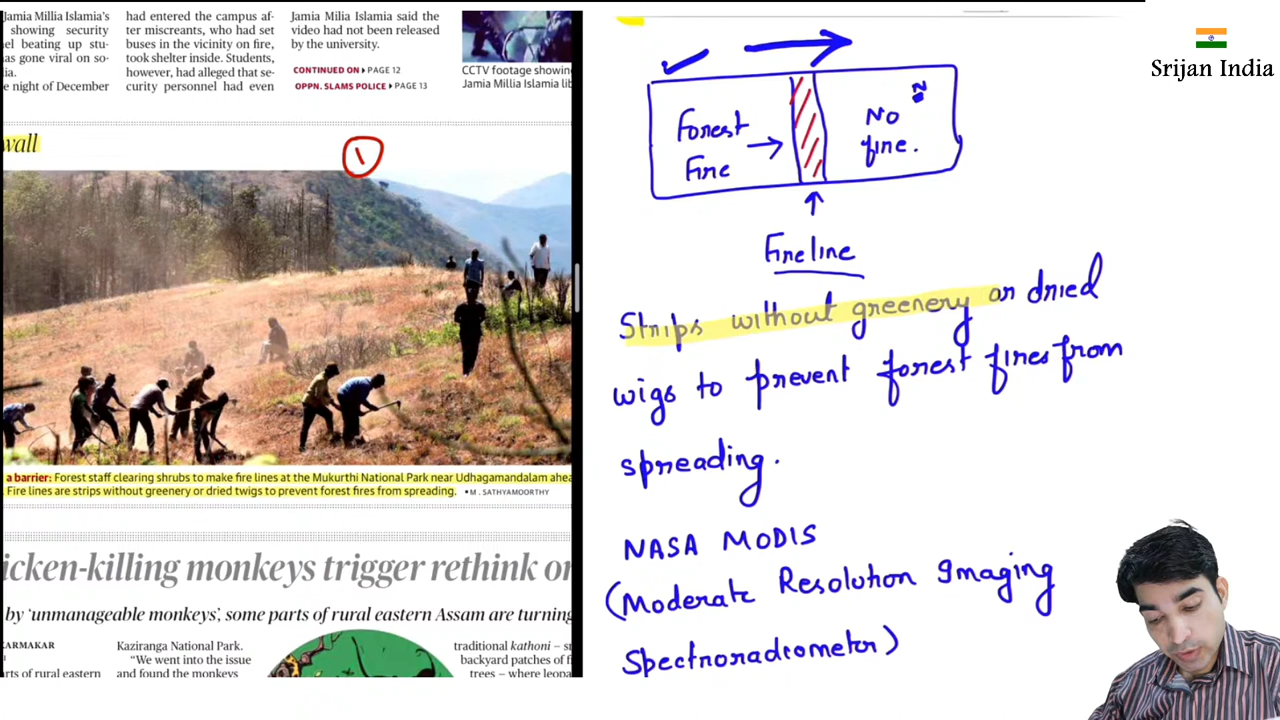 Jamia Millia Islamia's
showing security
el beating up stu-
as gone viral on so-
lia.
e night of December
had entered the campus af-
ter miscreants, who had set
buses in the vicinity on fire,
took shelter inside. Students,
however, had alleged that se-
curity personnel had even
Jamia Milia Islamia said the
video had not been released
by the university.
CONTINUED ON ▸ PAGE 12
OPPN. SLAMS POLICE ▸ PAGE 13
CCTV footage showin
Jamia Millia Islamia lib
wall
1
a barrier: Forest staff clearing shrubs to make fire lines at the Mukurthi National Park near Udhagamandalam ahea
Fire lines are strips without greenery or dried twigs to prevent forest fires from spreading. • M. SATHYAMOORTHY
icken-killing monkeys trigger rethink on
by 'unmanageable monkeys', some parts of rural eastern Assam are turning
KARMAKAR
rts of rural eastern
Kaziranga National Park.
"We went into the issue
and found the monkeys
traditional kathoni – s
backyard patches of f
trees – where leopa
Forest
Fire
No
fire.
N
Fireline
Strips without greenery or dried
wigs to prevent forest fires from
spreading.
NASA MODIS
(Moderate Resolution Imaging
Spectroradiometer)
Srijan India